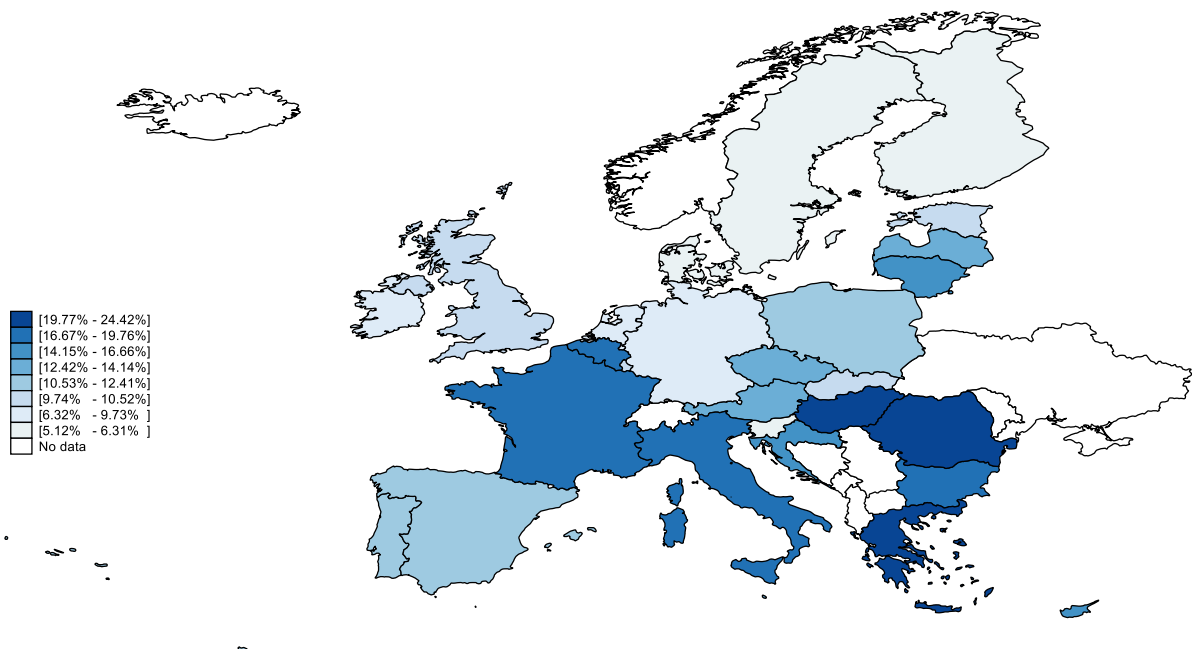 [19.77% - 24.42%]
[16.67% - 19.76%]
[14.15% - 16.66%]
[12.42% - 14.14%]
[10.53% - 12.41%]
[9.74% - 10.52%]
[6.32% - 9.73% ]
[5.12% - 6.31% ]
No data